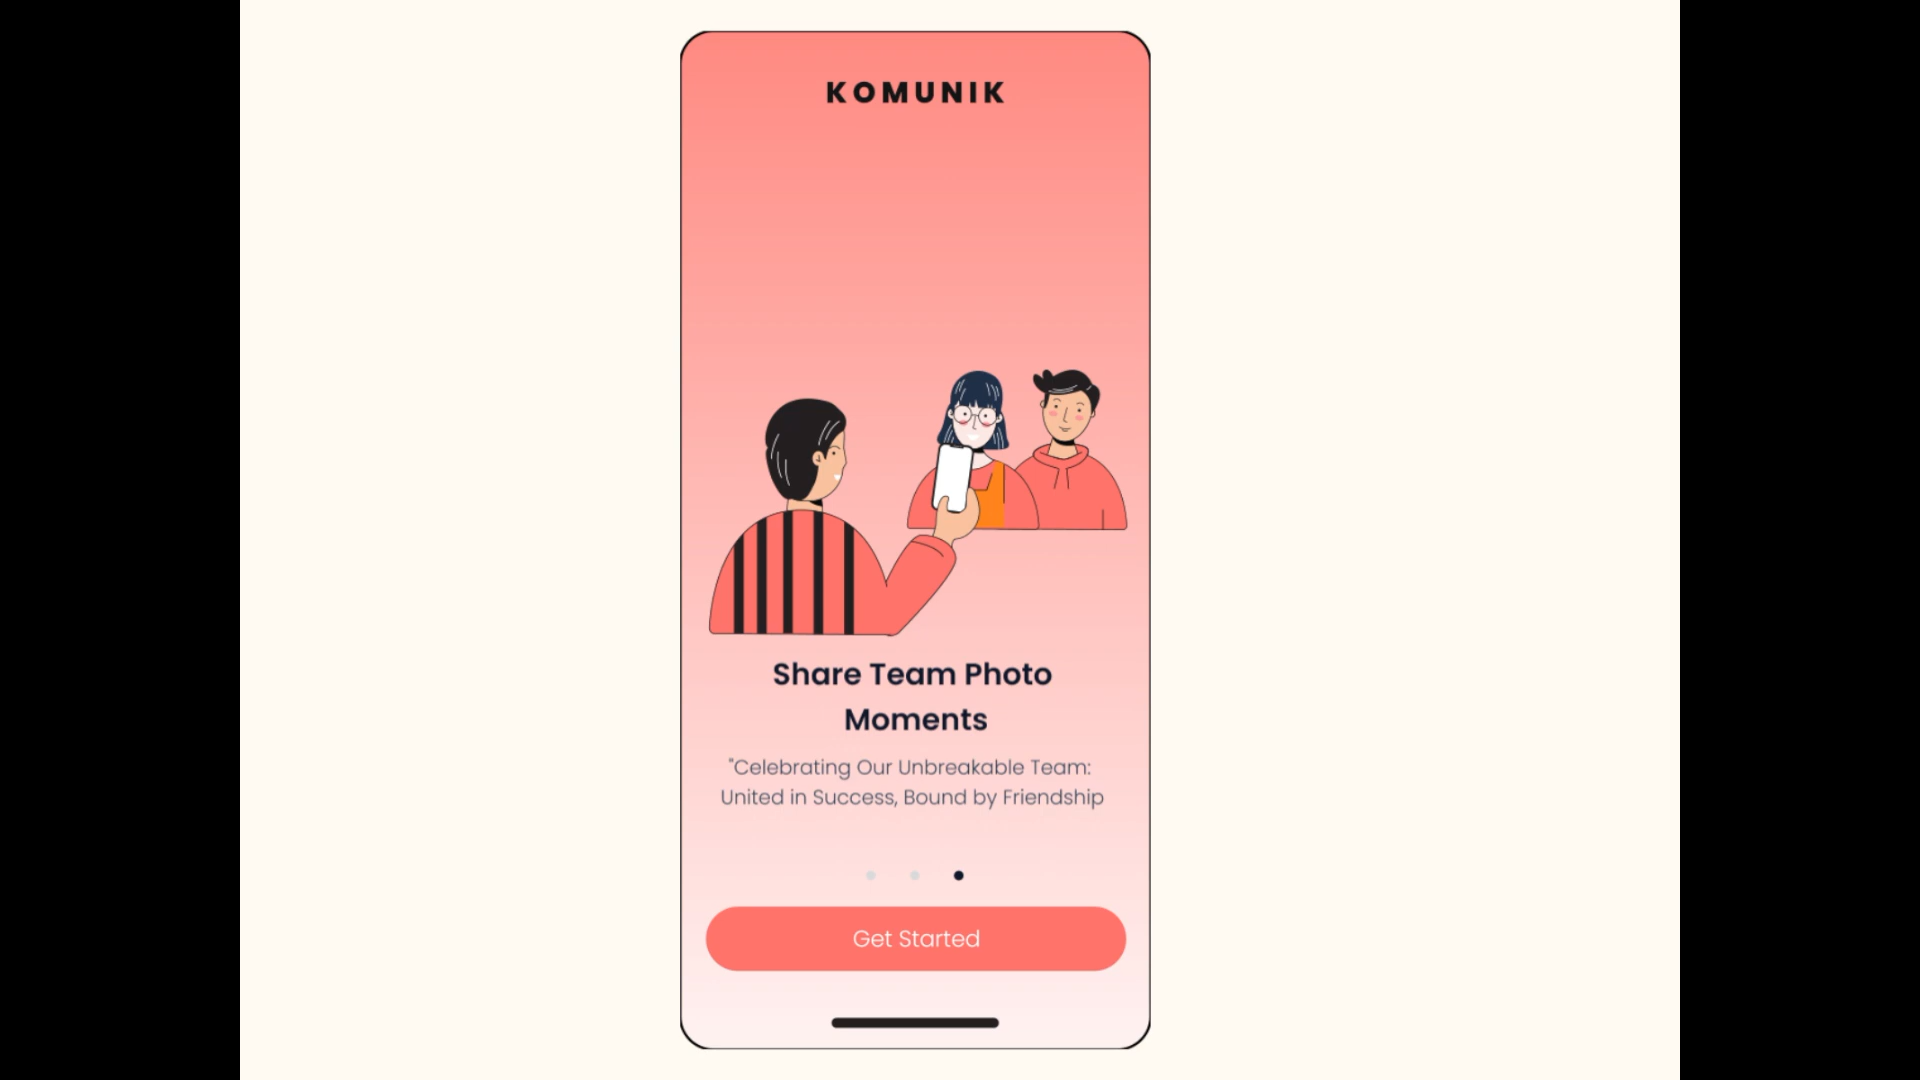 KOMUNIK
Share Team Photo
Moments
"Celebrating Our Unbreakable Team:
United in Success, Bound by Friendship
Get Started